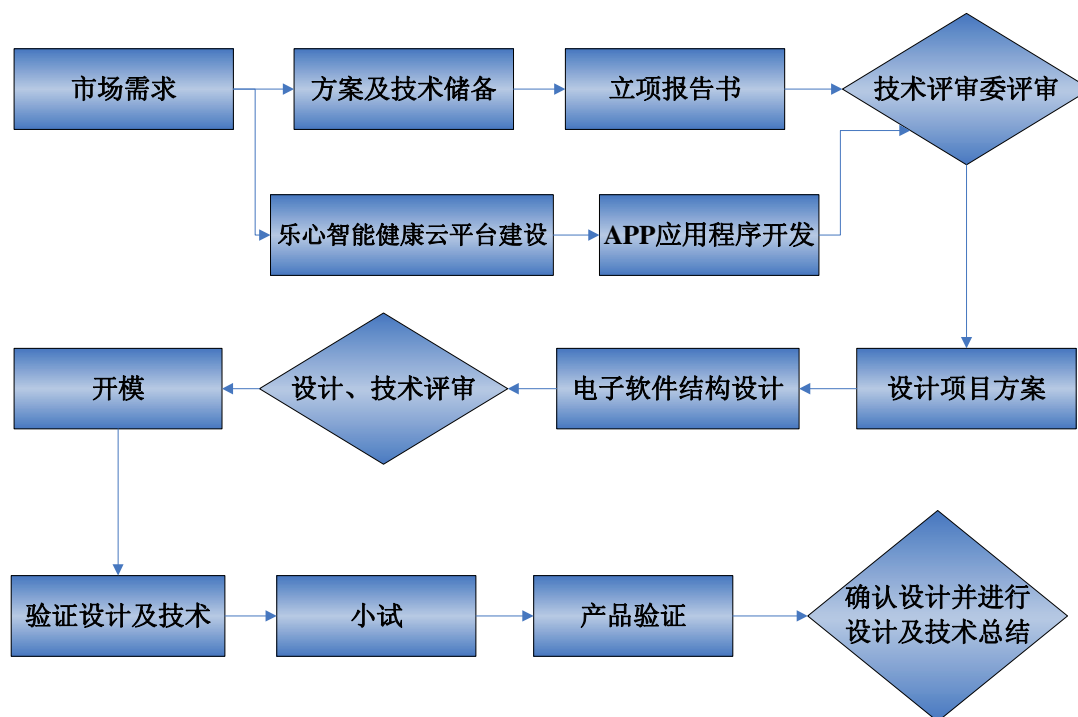 市场需求
方案及技术储备
立项报告书
技术评审委评审
乐心智能健康云平台建设
APP应用程序开发
开模
设计、技术评审
电子软件结构设计
设计项目方案
验证设计及技术
小试
产品验证
确认设计并进行
设计及技术总结